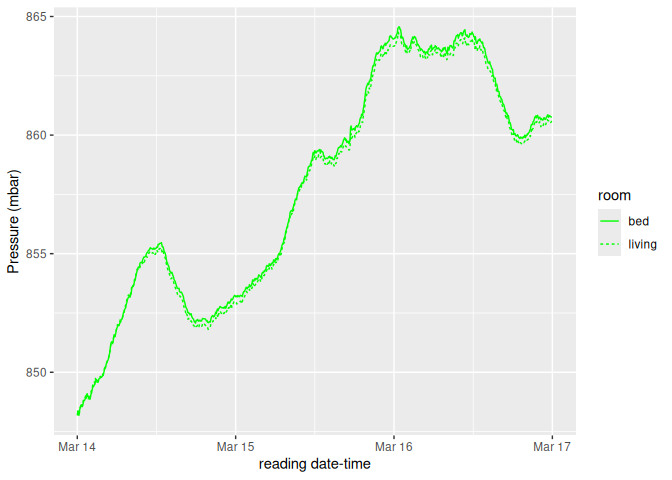 865
860
855
850
Pressure (mbar)
Mar 14
Mar 15
Mar 16
Mar 17
reading date-time
room
bed
living